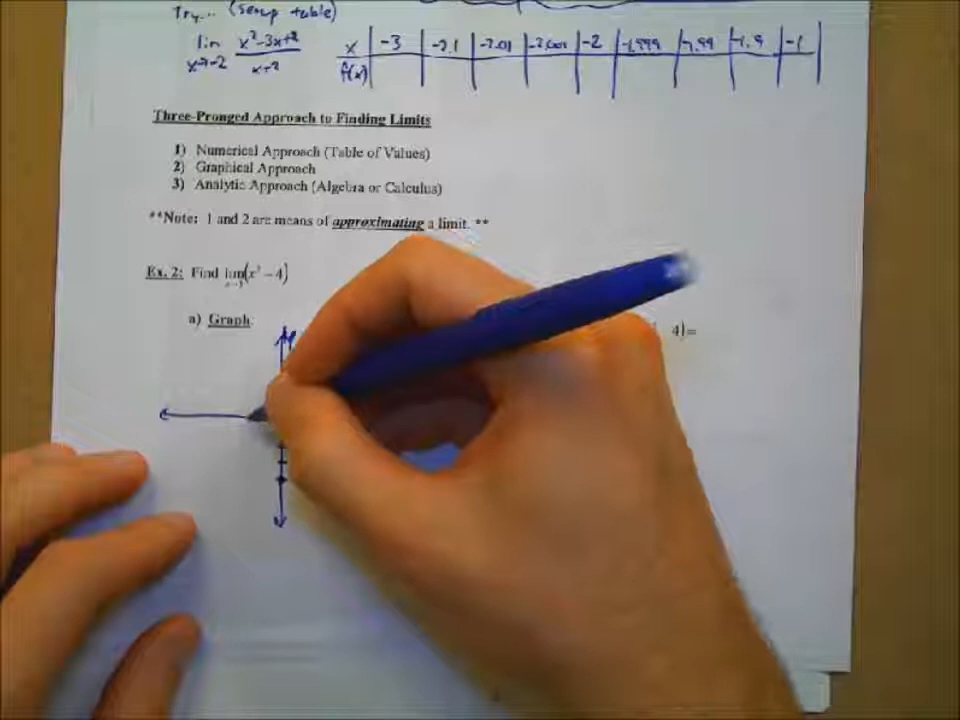 Try... (Setup table)
lim x→-2 x²-3x+2 / x+2
x -3 -2.1 -2.01 -2.001 -2 -1.999 -1.99 -1.9 -1
f(x)
Three-Pronged Approach to Finding Limits
1) Numerical Approach (Table of Values)
2) Graphical Approach
3) Analytic Approach (Algebra or Calculus)
**Note: 1 and 2 are means of approximating a limit. **
Ex. 2: Find lim(x² - 4)
a) Graph
4)=